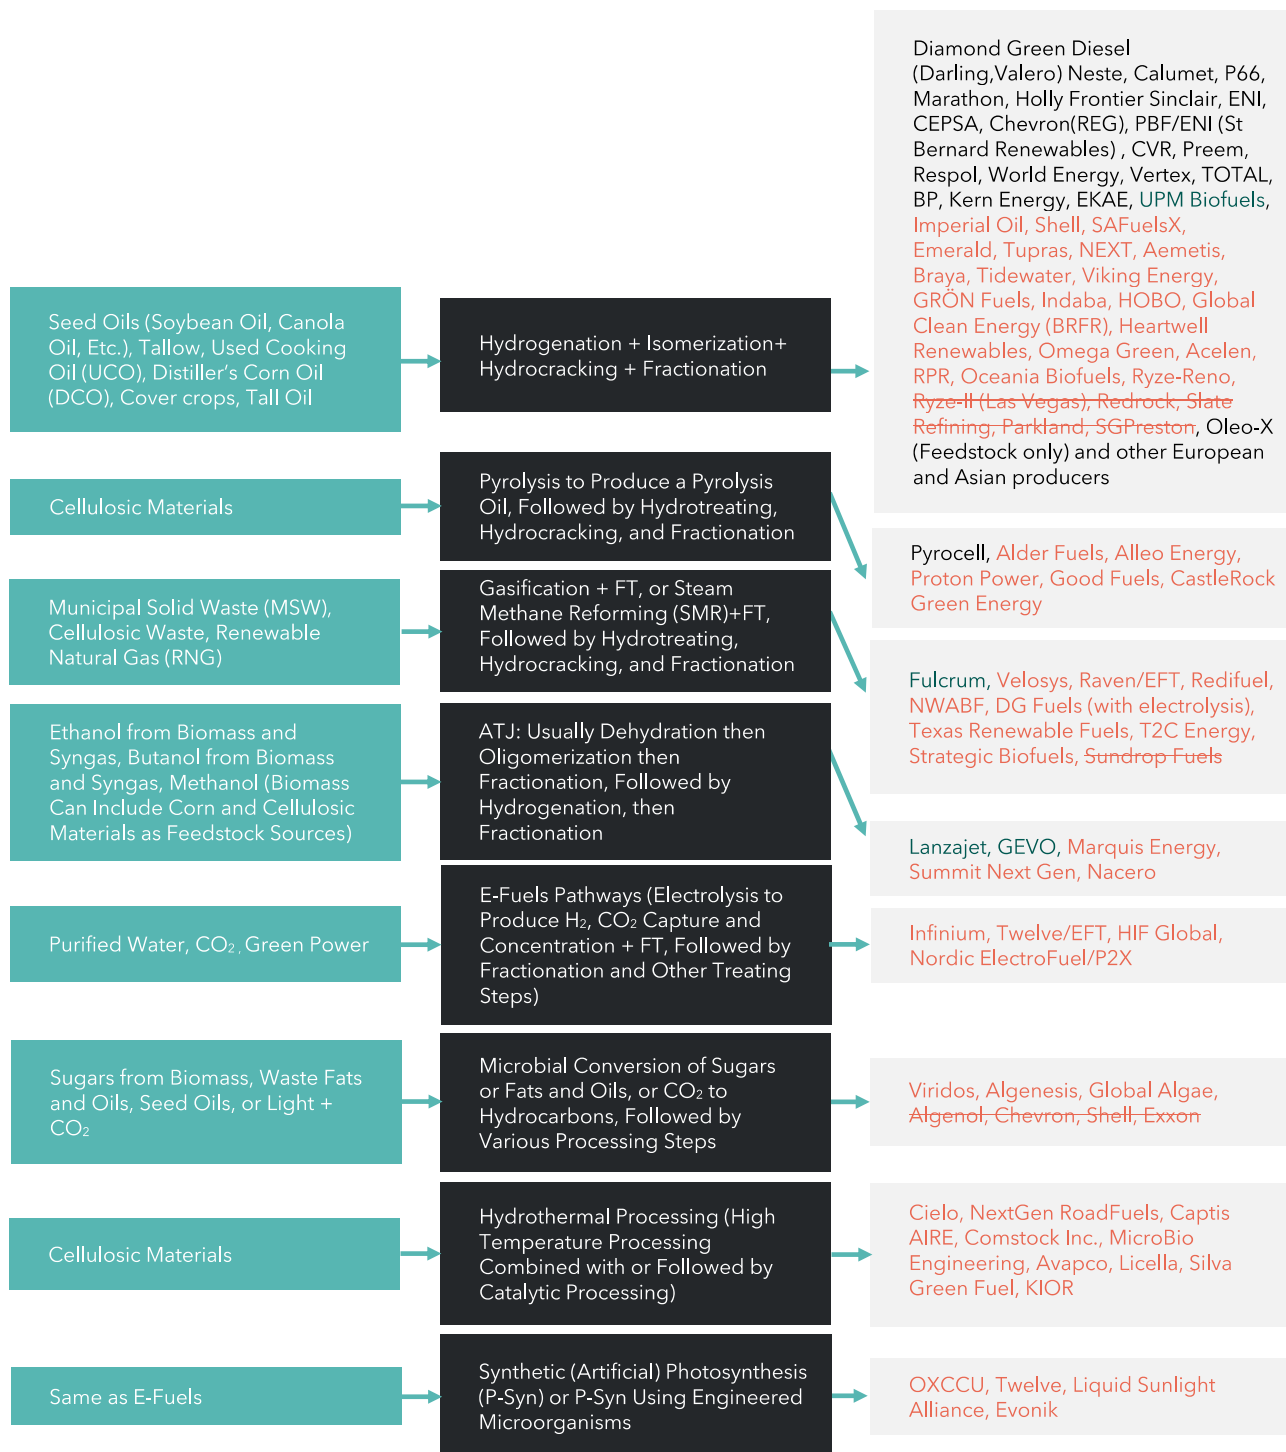 Diamond Green Diesel
(Darling,Valero) Neste, Calumet, P66,
Marathon, Holly Frontier Sinclair, ENI,
CEPSA, Chevron(REG), PBF/ENI (St
Bernard Renewables) , CVR, Preem,
Respol, World Energy, Vertex, TOTAL,
BP, Kern Energy, EKAE, UPM Biofuels,
Imperial Oil, Shell, SAFuelsX,
Emerald, Tupras, NEXT, Aemetis,
Braya, Tidewater, Viking Energy,
GRÖN Fuels, Indaba, HOBO, Global
Clean Energy (BRFR), Heartwell
Renewables, Omega Green, Acelen,
RPR, Oceania Biofuels, Ryze-Reno,
Ryze-II (Las Vegas), Redrock, Slate
Refining, Parkland, SGPreston, Oleo-X
(Feedstock only) and other European
and Asian producers
Seed Oils (Soybean Oil, Canola
Oil, Etc.), Tallow, Used Cooking
Oil (UCO), Distiller's Corn Oil
(DCO), Cover crops, Tall Oil
Hydrogenation + Isomerization+
Hydrocracking + Fractionation
Cellulosic Materials
Pyrolysis to Produce a Pyrolysis
Oil, Followed by Hydrotreating,
Hydrocracking, and Fractionation
Pyrocell, Alder Fuels, Alleo Energy,
Proton Power, Good Fuels, CastleRock
Green Energy
Municipal Solid Waste (MSW),
Cellulosic Waste, Renewable
Natural Gas (RNG)
Gasification + FT, or Steam
Methane Reforming (SMR)+FT,
Followed by Hydrotreating,
Hydrocracking, and Fractionation
Fulcrum, Velosys, Raven/EFT, Redifuel,
NWABF, DG Fuels (with electrolysis),
Texas Renewable Fuels, T2C Energy,
Strategic Biofuels, Sundrop Fuels
Ethanol from Biomass and
Syngas, Butanol from Biomass
and Syngas, Methanol (Biomass
Can Include Corn and Cellulosic
Materials as Feedstock Sources)
ATJ: Usually Dehydration then
Oligomerization then
Fractionation, Followed by
Hydrogenation, then
Fractionation
Lanzajet, GEVO, Marquis Energy,
Summit Next Gen, Nacero
Purified Water, CO₂, Green Power
E-Fuels Pathways (Electrolysis to
Produce H₂, CO₂ Capture and
Concentration + FT, Followed by
Fractionation and Other Treating
Steps)
Infinium, Twelve/EFT, HIF Global,
Nordic ElectroFuel/P2X
Sugars from Biomass, Waste Fats
and Oils, Seed Oils, or Light +
CO₂
Microbial Conversion of Sugars
or Fats and Oils, or CO₂ to
Hydrocarbons, Followed by
Various Processing Steps
Viridos, Algenesis, Global Algae,
Algenol, Chevron, Shell, Exxon
Cellulosic Materials
Hydrothermal Processing (High
Temperature Processing
Combined with or Followed by
Catalytic Processing)
Cielo, NextGen RoadFuels, Captis
AIRE, Comstock Inc., MicroBio
Engineering, Avapco, Licella, Silva
Green Fuel, KIOR
Same as E-Fuels
Synthetic (Artificial) Photosynthesis
(P-Syn) or P-Syn Using Engineered
Microorganisms
OXCCU, Twelve, Liquid Sunlight
Alliance, Evonik